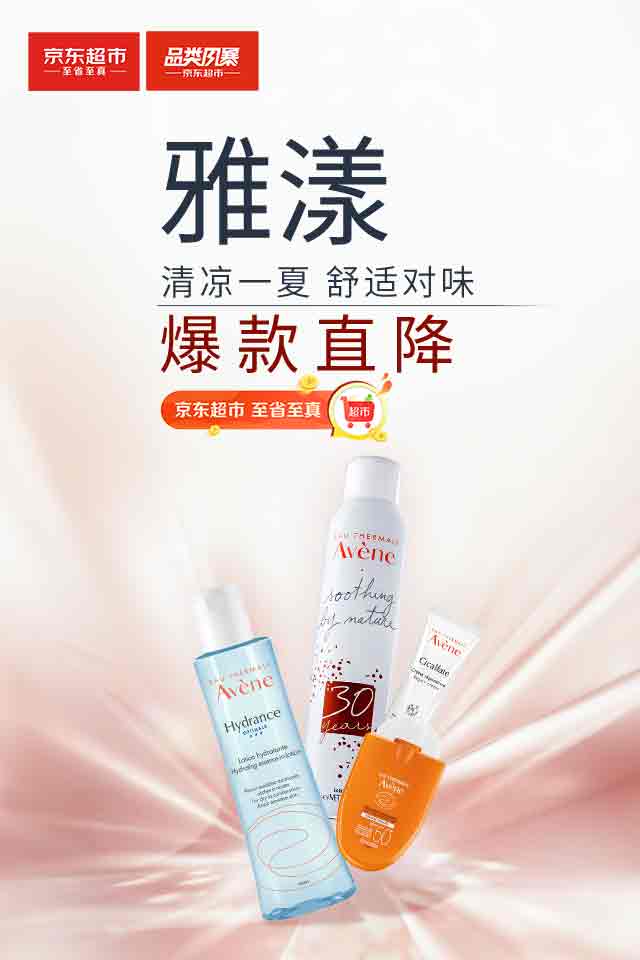 京东超市
至省至真
品类风暴
京东超市
雅漾
清凉一夏 舒适对味
爆款直降
京东超市 至省至真
超市
EAU THERMALE
Avène
soothing
by nature
30
years
EAU THERMALE
Avène
Cicalfate
EAU THERMALE
Avène
Hydrance
OPTIMALE
Lotion hydratante
Hydrating essence-in-lotion
EAU THERMALE
Avène
50